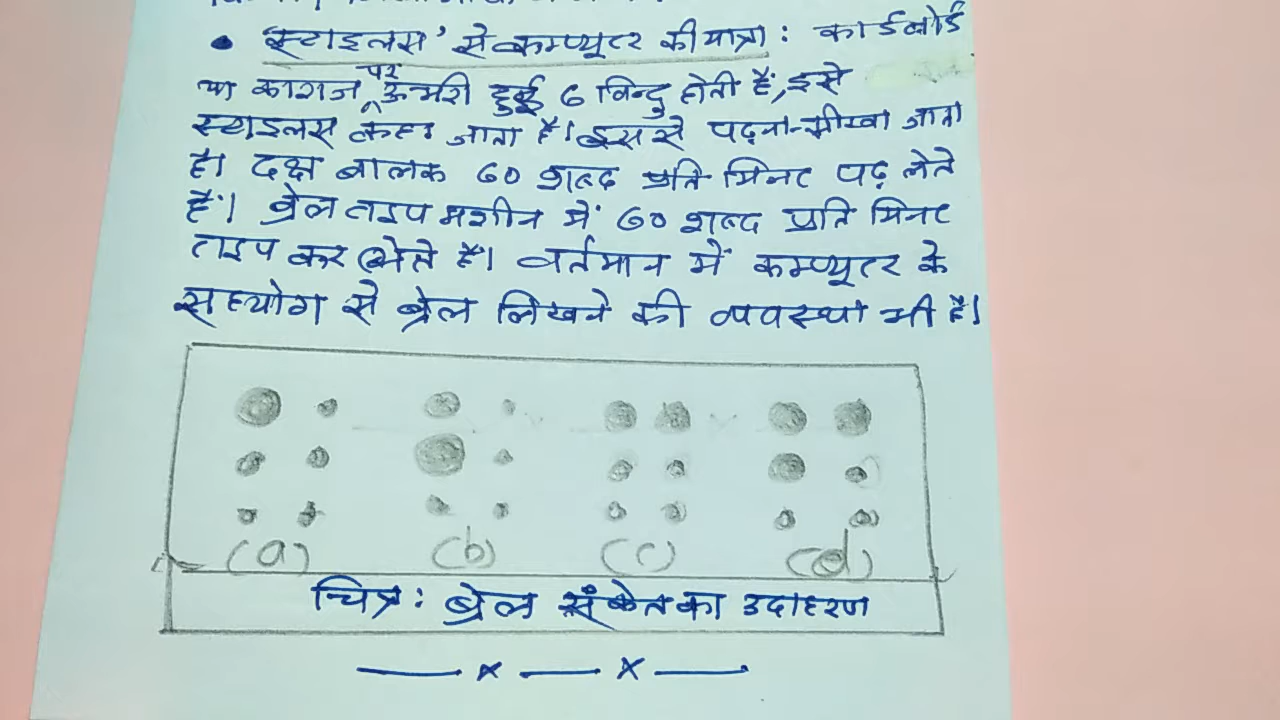 • स्टाइलस' से कम्प्यूटर की यात्रा : कार्डबोर्ड
या कागज पर ऊभरी हुई 6 बिन्दु होती हैं, इसे
स्टाइलस कहा जाता है। इससे पढ़ना-सीखा जाता
है। दक्ष बालक 60 शब्द प्रति मिनट पढ़ लेते
हैं। ब्रेल टाइप मशीन में 60 शब्द प्रति मिनट
टाइप कर लेते हैं। वर्तमान में कम्प्यूटर के
सहयोग से ब्रेल लिखने की व्यवस्था भी है।
(a) (b) (c) (d)
चित्र : ब्रेल संकेत का उदाहरण